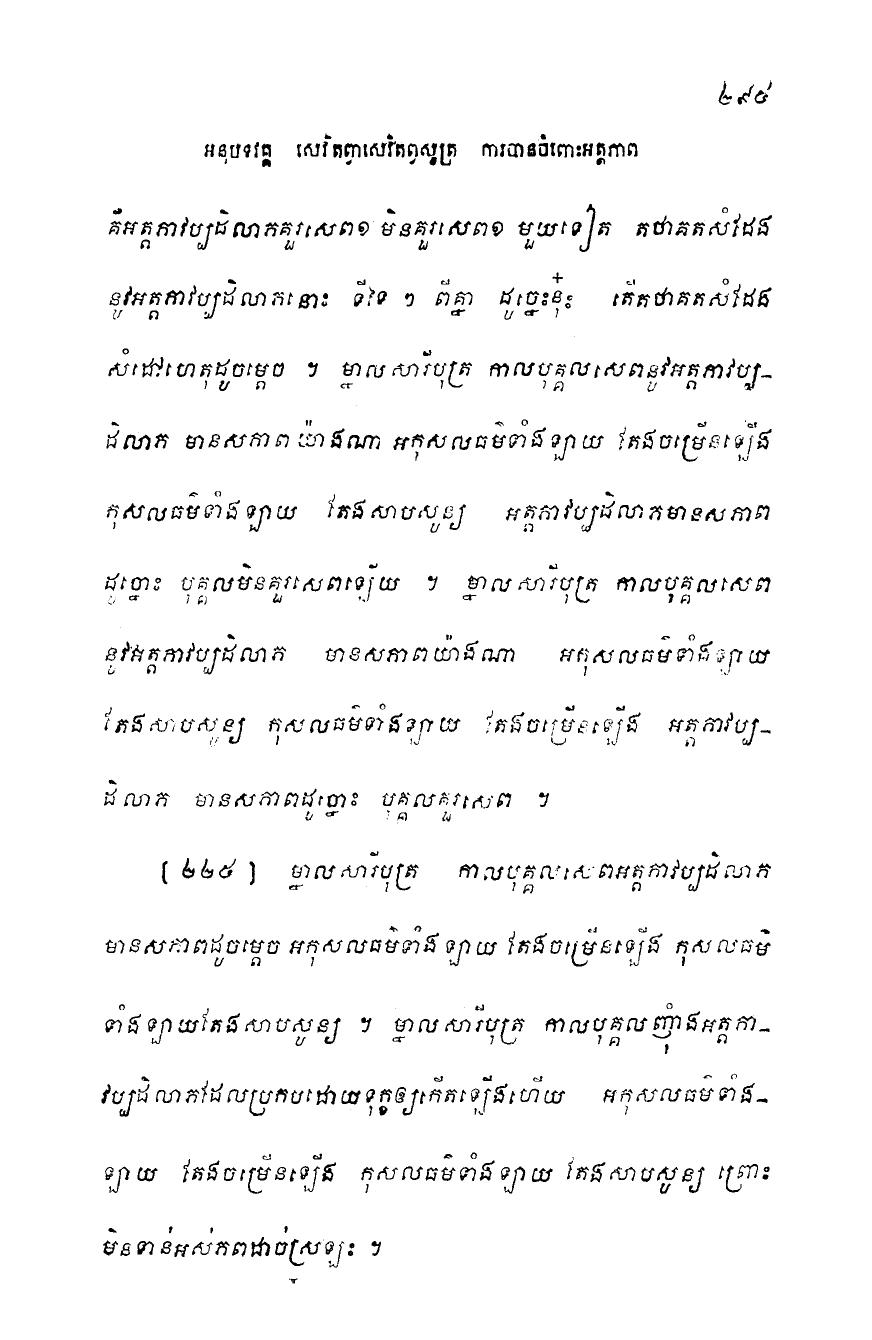 ២៩៥
អនុបទវគ្គ សេវិតព្វាសេវិតព្វសូត្រ ការបានចំពោះអត្តភាព
គឺអត្តភាវប្បដិលាភគួរសេព១ មិនគួរសេព១ មួយទៀត តថាគតសំដែង
នូវអត្តភាវប្បដិលាភនោះ ទីទៃ ៗ ពីគ្នា ដូច្នេះនុ៎ះ តើតថាគតសំដែង
សំដៅហេតុដូចម្តេច ។ ម្នាលសារីបុត្រ កាលបុគ្គលសេពនូវអត្តភាវប្ប-
ដិលាភ មានសភាពយ៉ាងណា អកុសលធម៌ទាំងឡាយ តែងចម្រើនឡើង
កុសលធម៌ទាំងឡាយ តែងសាបសូន្យ អត្តភាវប្បដិលាភមានសភាព
ដូច្នោះ បុគ្គលមិនគួរសេពឡើយ ។ ម្នាលសារីបុត្រ កាលបុគ្គលសេព
នូវអត្តភាវប្បដិលាភ មានសភាពយ៉ាងណា អកុសលធម៌ទាំងឡាយ
តែងសាបសូន្យ កុសលធម៌ទាំងឡាយ តែងចម្រើនឡើង អត្តភាវប្ប-
ដិលាភ មានសភាពដូច្នោះ បុគ្គលគួរសេព ។
[ ២២៥ ] ម្នាលសារីបុត្រ កាលបុគ្គលសេពអត្តភាវប្បដិលាភ
មានសភាពដូចម្តេច អកុសលធម៌ទាំងឡាយ តែងចម្រើនឡើង កុសលធម៌
ទាំងឡាយតែងសាបសូន្យ ។ ម្នាលសារីបុត្រ កាលបុគ្គលញុំាងអត្តភា-
វប្បដិលាភដែលប្រកបដោយទុក្ខឲ្យកើតឡើងហើយ អកុសលធម៌ទាំង-
ឡាយ តែងចម្រើនឡើង កុសលធម៌ទាំងឡាយ តែងសាបសូន្យ ព្រោះ
មិនទាន់អស់ភពដាច់ស្រឡះ ។